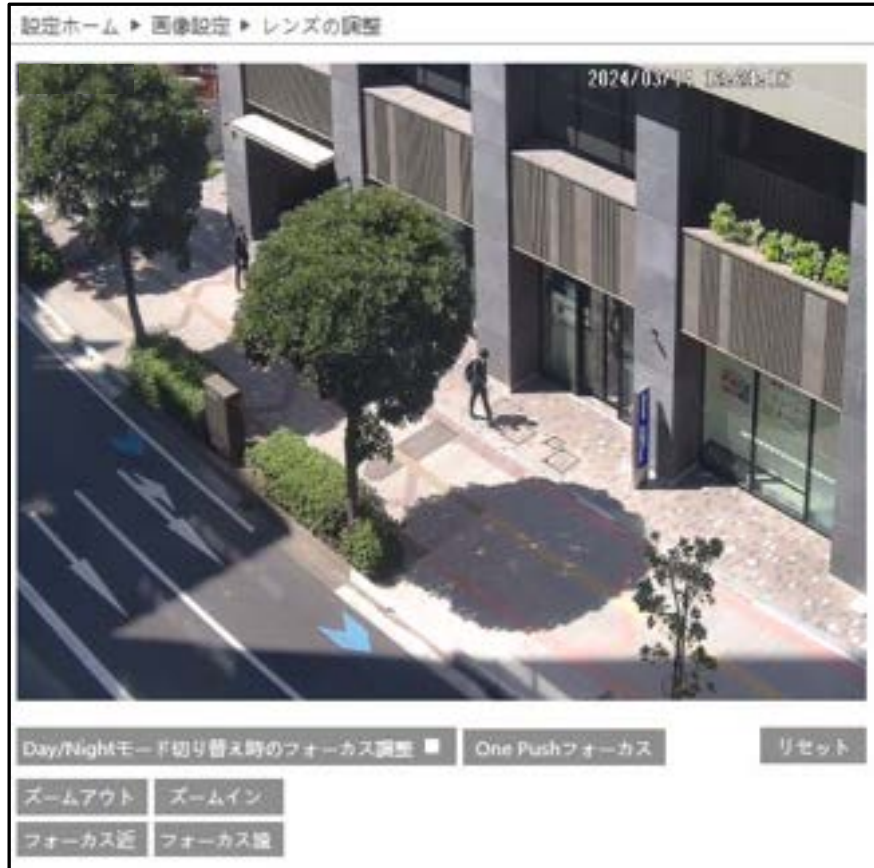 設定ホーム ▶ 画像設定 ▶ レンズの調整
Day/Nightモード切り替え時のフォーカス調整
One Pushフォーカス
リセット
ズームアウト ズームイン
フォーカス近 フォーカス遠